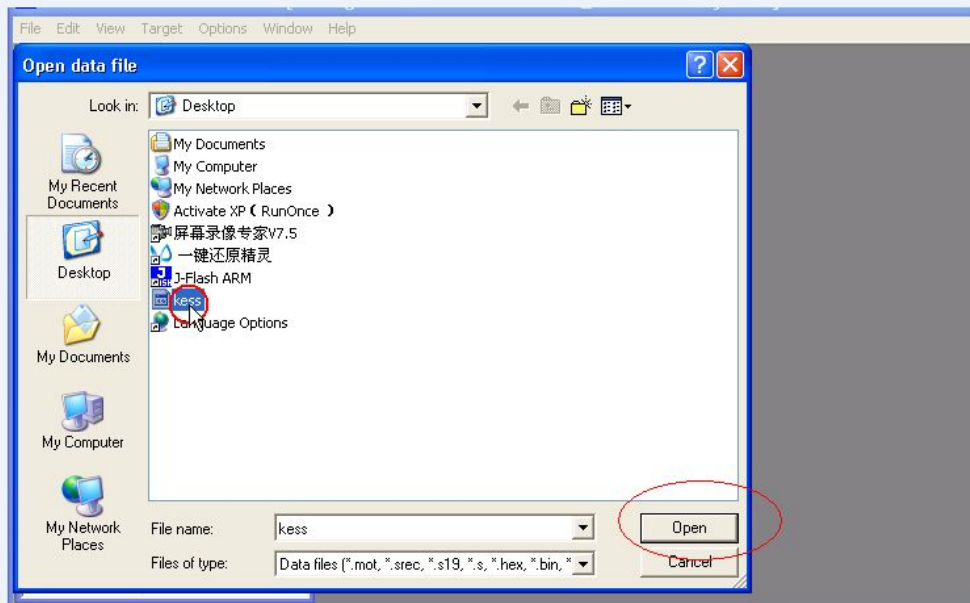 File Edit View Target Options Window Help
Open data file
Look in: Desktop
My Documents
My Computer
My Network Places
Activate XP ( RunOnce )
屏幕录像专家V7.5
一键还原精灵
J-Flash ARM
kess
Language Options
My Recent Documents
Desktop
My Documents
My Computer
My Network Places
File name: kess
Open
Files of type: Data files (*.mot, *.srec, *.s19, *.s, *.hex, *.bin, *
Cancel